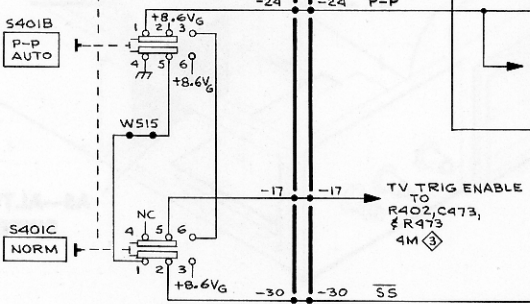 -24 -24 P-P
S401B
+8.6VG
1 2 3
P-P
AUTO
4 5 6
+8.6VG
W515
-17 -17
TV TRIG ENABLE
TO
R402, C473,
& R473
4M 3
NC
S401C
4 5 6
NORM
1 2 3
+8.6VG
-30 -30 SS